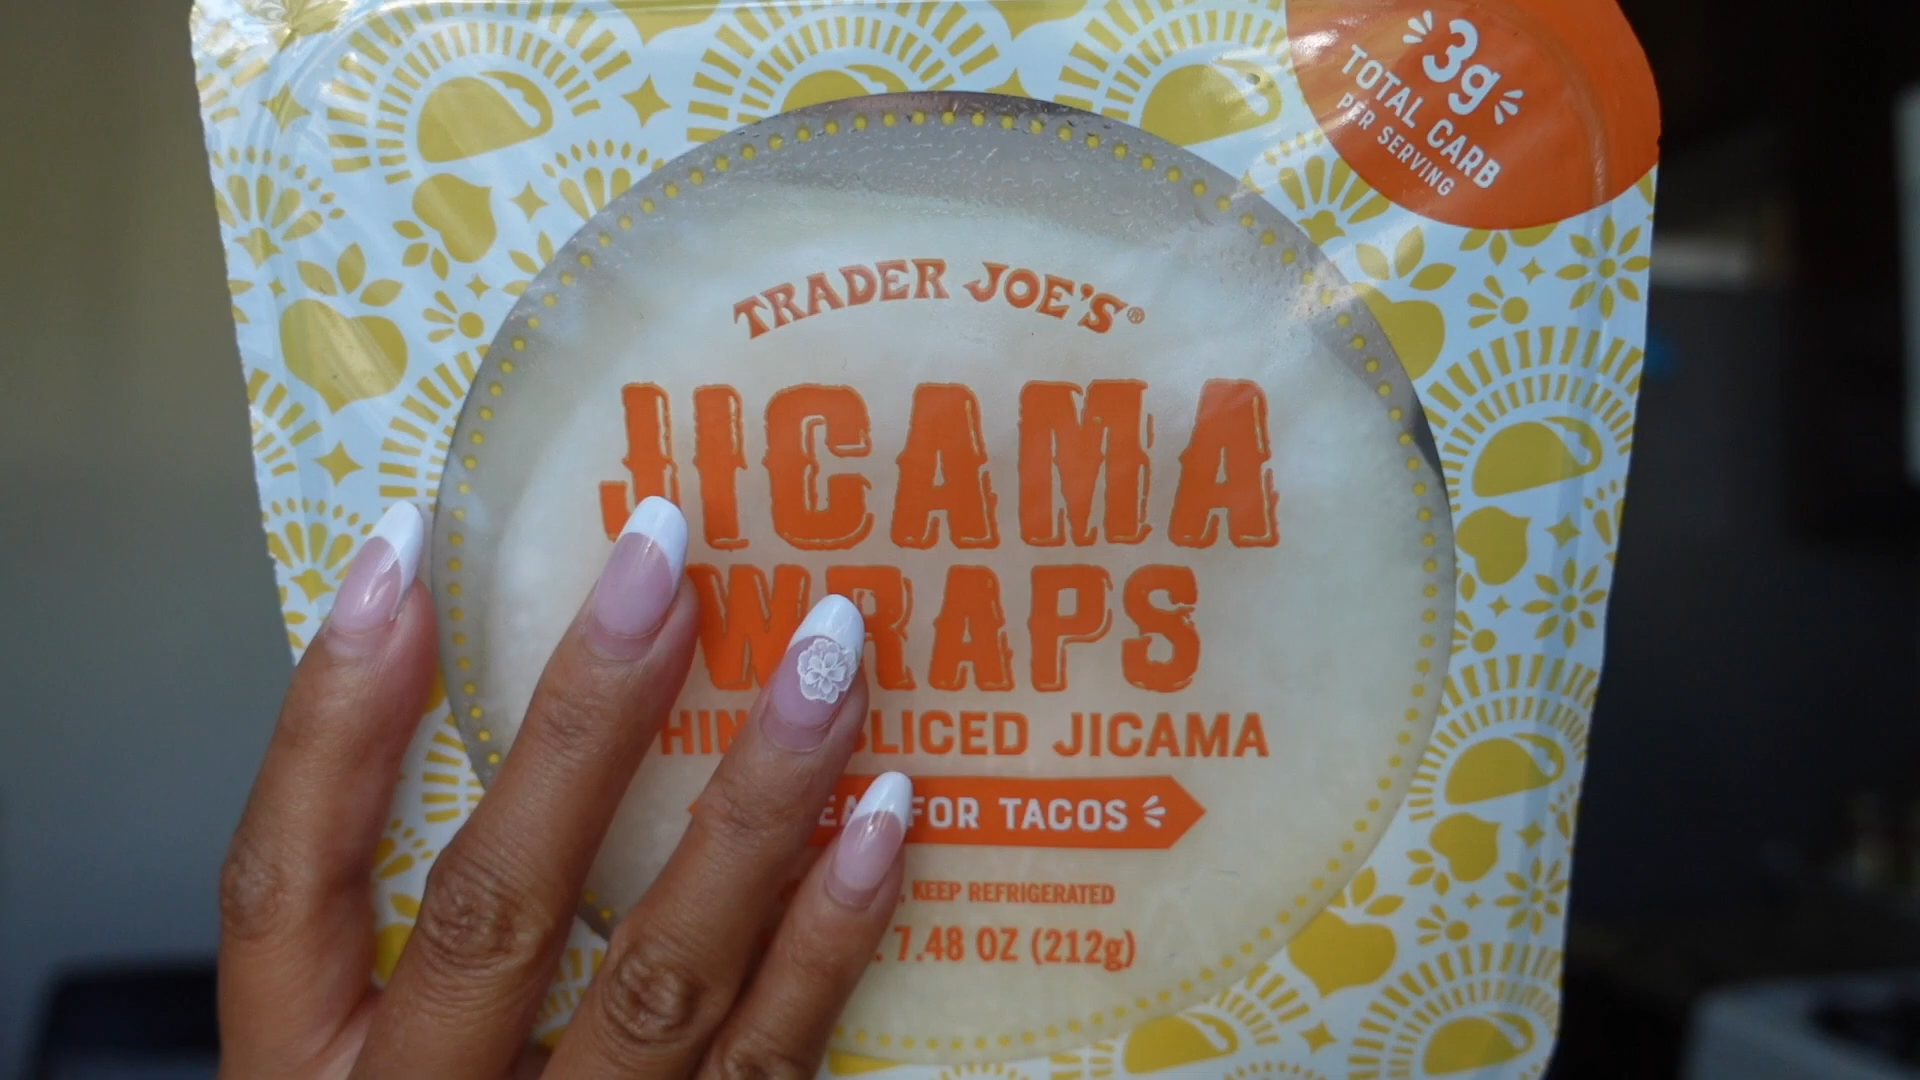 3g
TOTAL CARB
PER SERVING
TRADER JOE'S®
JICAMA
WRAPS
SLICED JICAMA
FOR TACOS
, KEEP REFRIGERATED
7.48 OZ (212g)